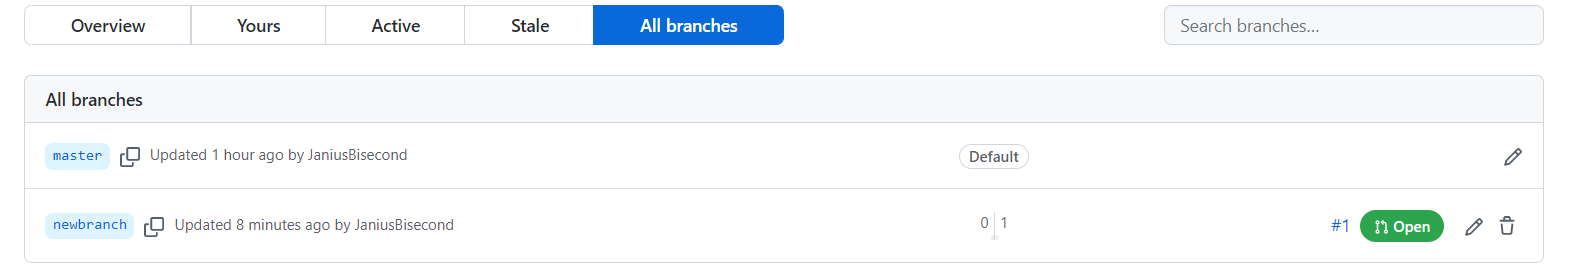 Overview Yours Active Stale All branches Search branches...
All branches
master Updated 1 hour ago by JaniusBisecond Default
newbranch Updated 8 minutes ago by JaniusBisecond 0 1 #1 Open